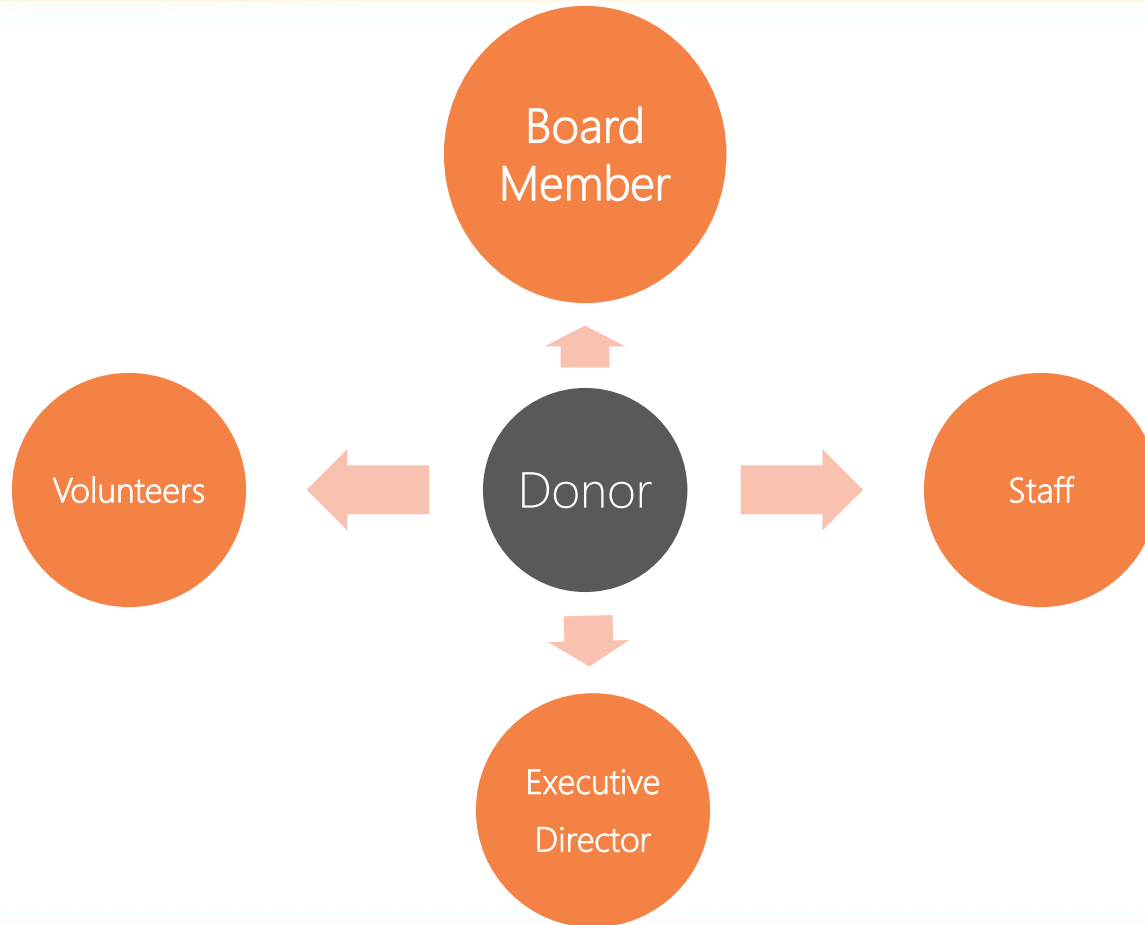 Board
Member
Volunteers
Donor
Staff
Executive
Director